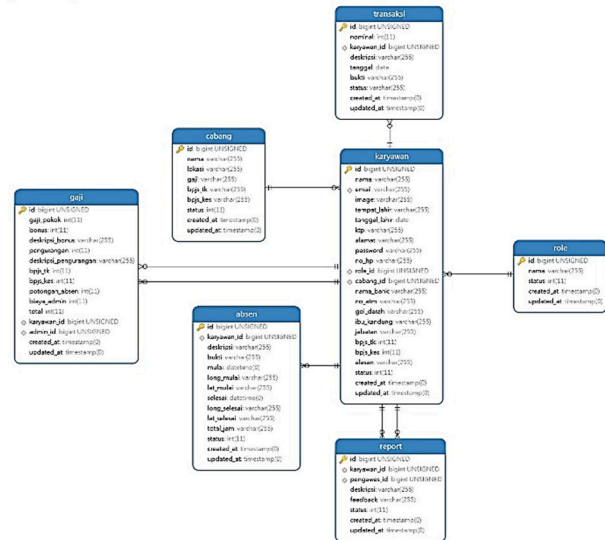 transaksi
id: bigint UNSIGNED
nominal: int(11)
karyawan_id: bigint UNSIGNED
deskripsi: varchar(255)
tanggal: date
bukti: varchar(255)
status: varchar(255)
created_at: timestamp(0)
updated_at: timestamp(0)
cabang
id: bigint UNSIGNED
nama: varchar(255)
lokasi: varchar(255)
gaji: varchar(255)
bpjs_tk: varchar(255)
bpjs_kes: varchar(255)
status: int(11)
created_at: timestamp(0)
updated_at: timestamp(0)
karyawan
id: bigint UNSIGNED
nama: varchar(255)
email: varchar(255)
image: varchar(255)
tempat_lahir: varchar(255)
tanggal_lahir: date
ktp: varchar(255)
alamat: varchar(255)
password: varchar(255)
no_hp: varchar(255)
role_id: bigint UNSIGNED
cabang_id: bigint UNSIGNED
nama_bank: varchar(255)
no_atm: varchar(255)
gol_darah: varchar(255)
ibu_kandung: varchar(255)
jabatan: varchar(255)
bpjs_tk: int(11)
bpjs_kes: int(11)
alasan: varchar(255)
status: int(11)
created_at: timestamp(0)
updated_at: timestamp(0)
gaji
id: bigint UNSIGNED
gaji_pokok: int(11)
bonus: int(11)
deskripsi_bonus: varchar(255)
pengurangan: int(11)
deskripsi_pengurangan: varchar(255)
bpjs_tk: int(11)
bpjs_kes: int(11)
potongan_absen: int(11)
biaya_admin: int(11)
total: int(11)
karyawan_id: bigint UNSIGNED
admin_id: bigint UNSIGNED
created_at: timestamp(0)
updated_at: timestamp(0)
role
id: bigint UNSIGNED
nama: varchar(255)
status: int(11)
created_at: timestamp(0)
updated_at: timestamp(0)
absen
id: bigint UNSIGNED
karyawan_id: bigint UNSIGNED
deskripsi: varchar(255)
bukti: varchar(255)
mulai: datetime(0)
long_mulai: varchar(255)
lat_mulai: varchar(255)
selesai: datetime(0)
long_selesai: varchar(255)
lat_selesai: varchar(255)
total_jam: varchar(255)
status: int(11)
created_at: timestamp(0)
updated_at: timestamp(0)
report
id: bigint UNSIGNED
karyawan_id: bigint UNSIGNED
pengawas_id: bigint UNSIGNED
deskripsi: varchar(255)
feedback: varchar(255)
status: int(11)
created_at: timestamp(0)
updated_at: timestamp(0)